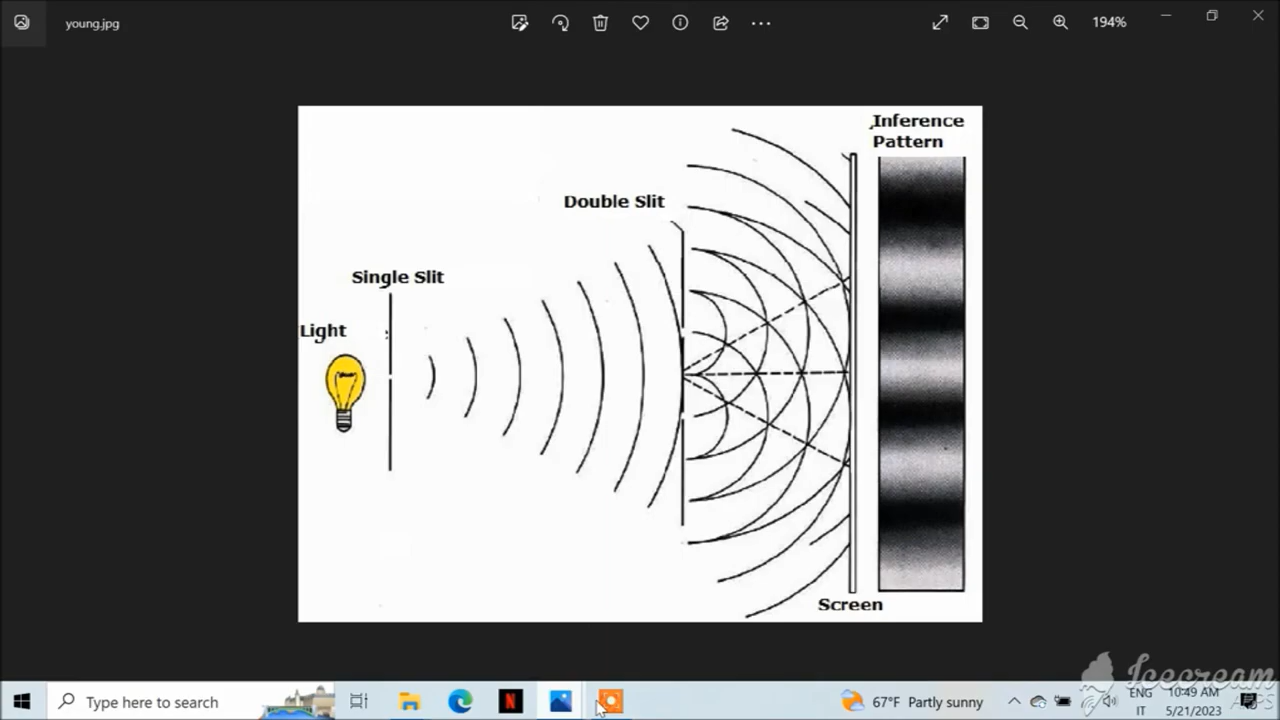 young.jpg
194%
Inference
Pattern
Double Slit
Single Slit
Light
Screen
Type here to search
N
67°F Partly sunny
ENG
IT
10:49 AM
5/21/2023
Icecream
APPS